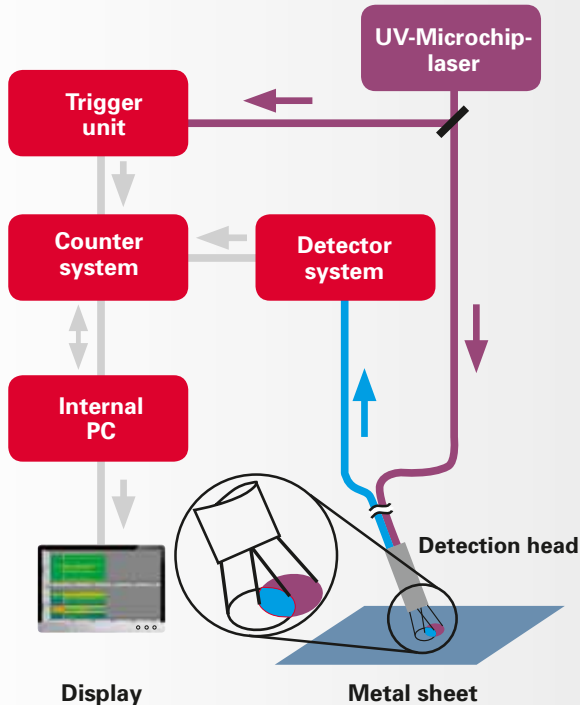 UV-Microchip-
laser
Trigger
unit
Counter
system
Detector
system
Internal
PC
Detection head
Display
Metal sheet